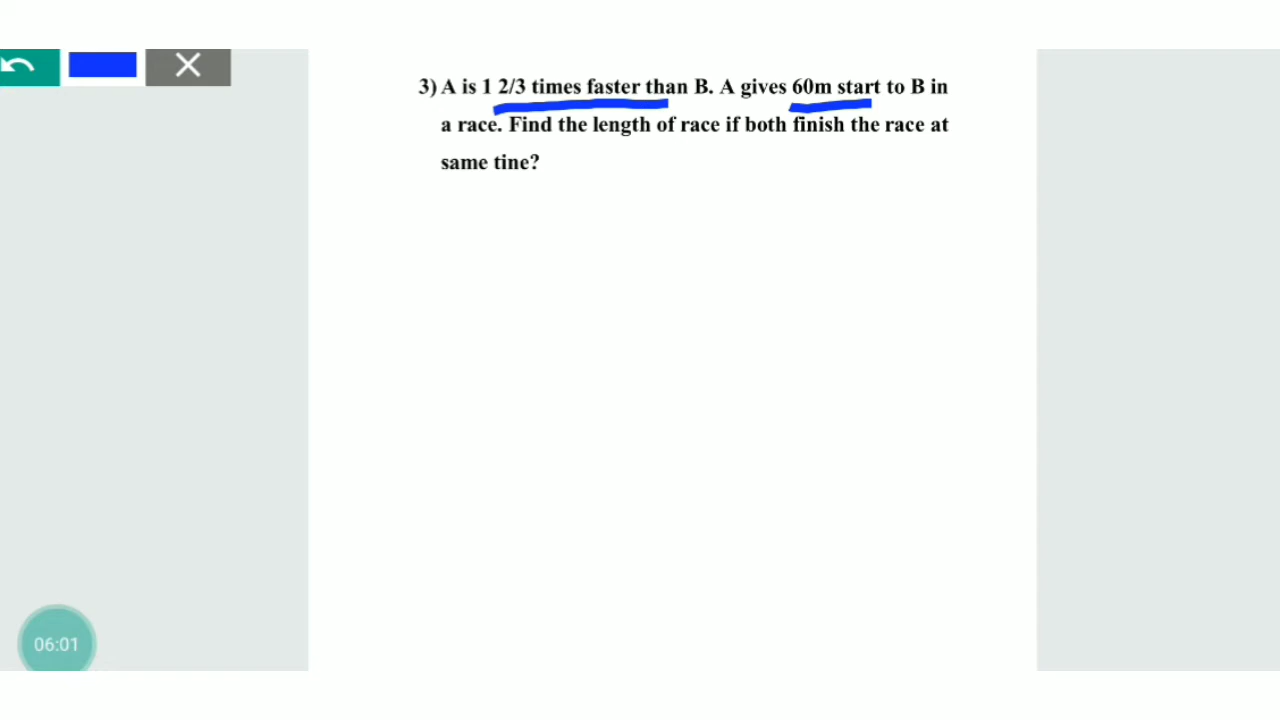 3) A is 1 2/3 times faster than B. A gives 60m start to B in
a race. Find the length of race if both finish the race at
same tine?
06:01